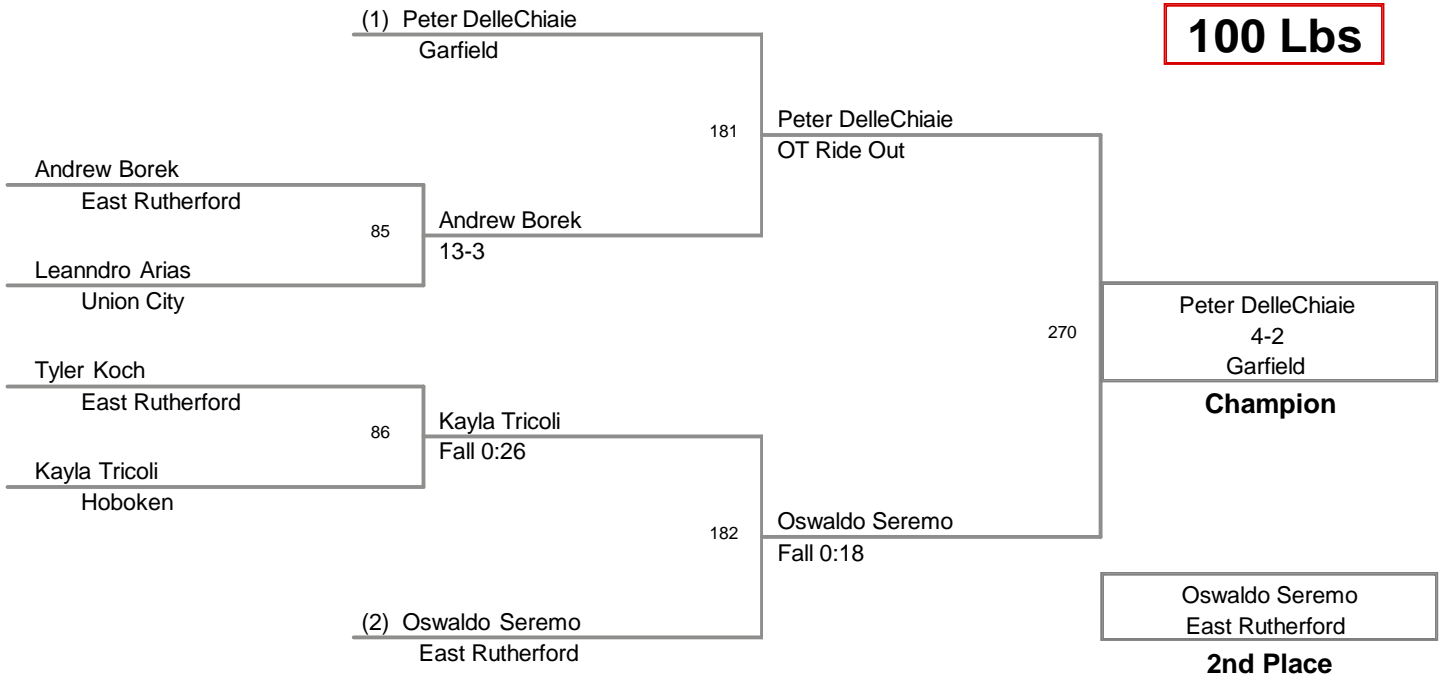 (1) Peter DelleChiaie
Garfield
100 Lbs
181
Peter DelleChiaie
OT Ride Out
Andrew Borek
East Rutherford
85
Andrew Borek
13-3
Leanndro Arias
Union City
270
Peter DelleChiaie
4-2
Garfield
Champion
Tyler Koch
East Rutherford
86
Kayla Tricoli
Fall 0:26
Kayla Tricoli
Hoboken
182
Oswaldo Seremo
Fall 0:18
(2) Oswaldo Seremo
East Rutherford
Oswaldo Seremo
East Rutherford
2nd Place